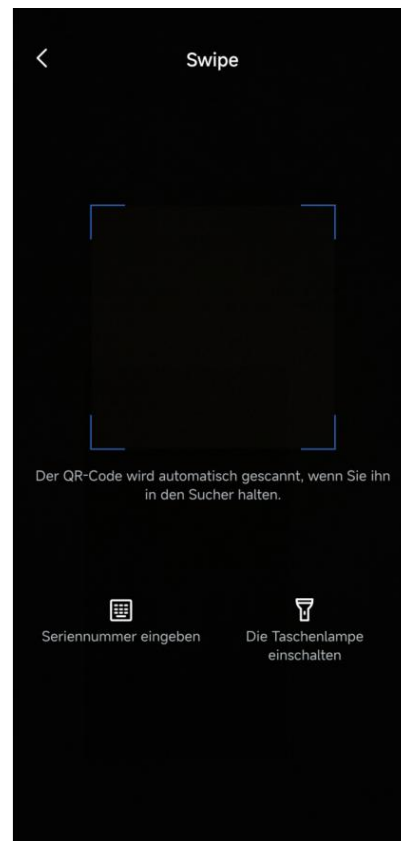 Swipe
Der QR-Code wird automatisch gescannt, wenn Sie ihn
in den Sucher halten.
Seriennummer eingeben
Die Taschenlampe
einschalten